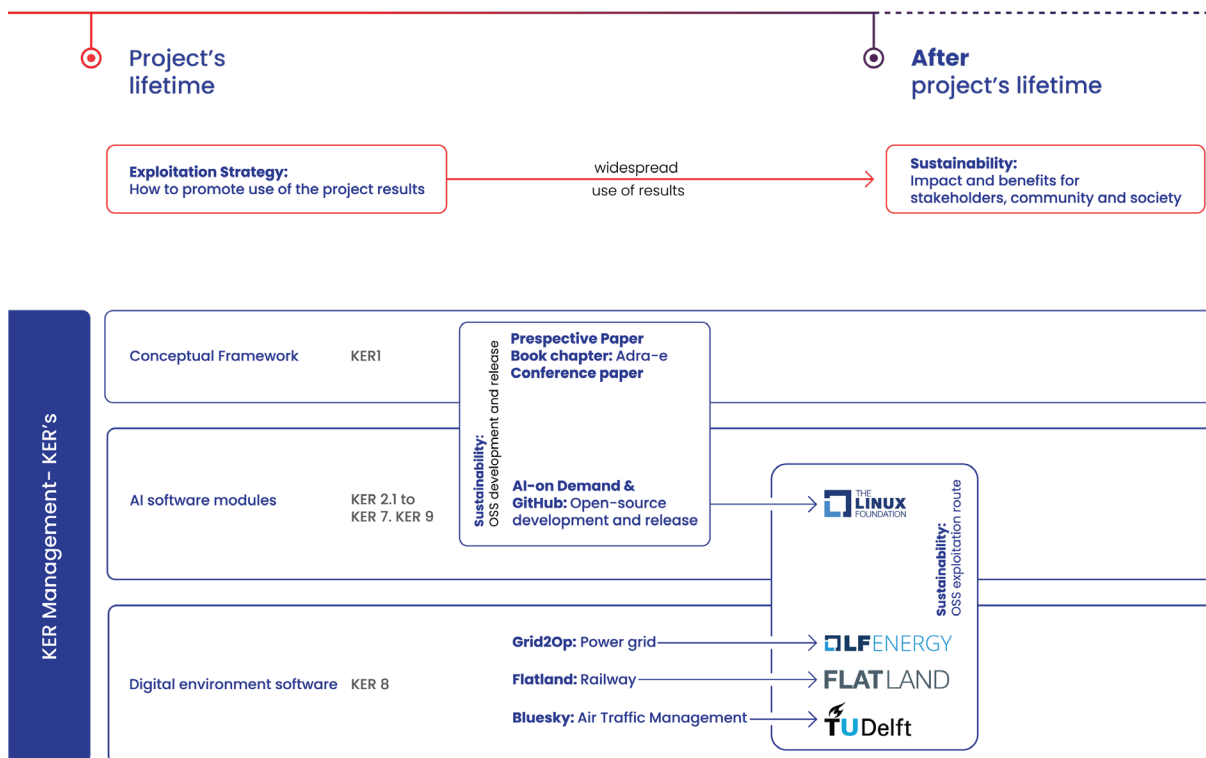 Project's
lifetime
After
project's lifetime
Exploitation Strategy:
How to promote use of the project results
widespread
use of results
Sustainability:
Impact and benefits for
stakeholders, community and society
KER Management- KER's
Conceptual Framework
KER1
Sustainability:
OSS development and release
Prespective Paper
Book chapter: Adra-e
Conference paper
AI software modules
KER 2.1 to
KER 7. KER 9
AI-on Demand &
GitHub: Open-source
development and release
THE
LINUX
FOUNDATION
Sustainability:
OSS exploitation route
Digital environment software
KER 8
Grid2Op: Power grid
LFENERGY
Flatland: Railway
FLATLAND
Bluesky: Air Traffic Management
TUDelft